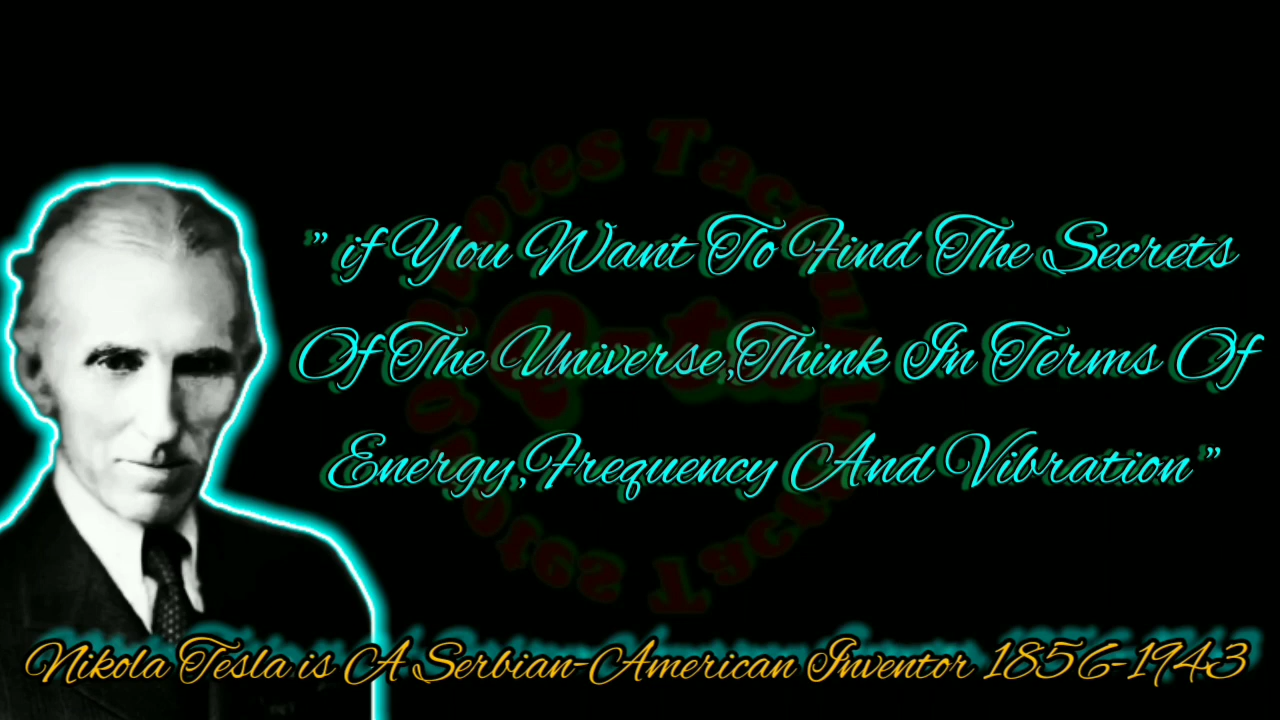 ” if You Want To Find The Secrets
Of The Universe,Think In Terms Of
Energy,Frequency And Vibration ”
Nikola Tesla is A Serbian-American Inventor 1856-1943